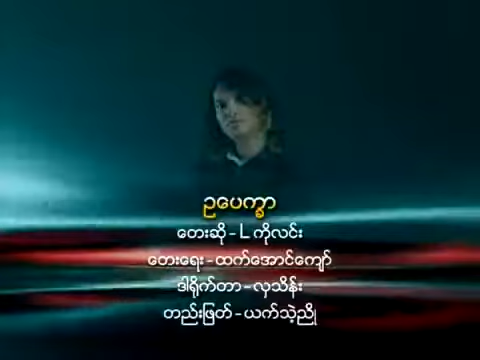 ဥပေက္ခာ
တေးဆို - L ကိုလင်း
တေးရေး - ထက်အောင်ကျော်
ဒါရိုက်တာ - လှသိန်း
တည်းဖြတ် - ယက်သဲ့ညို